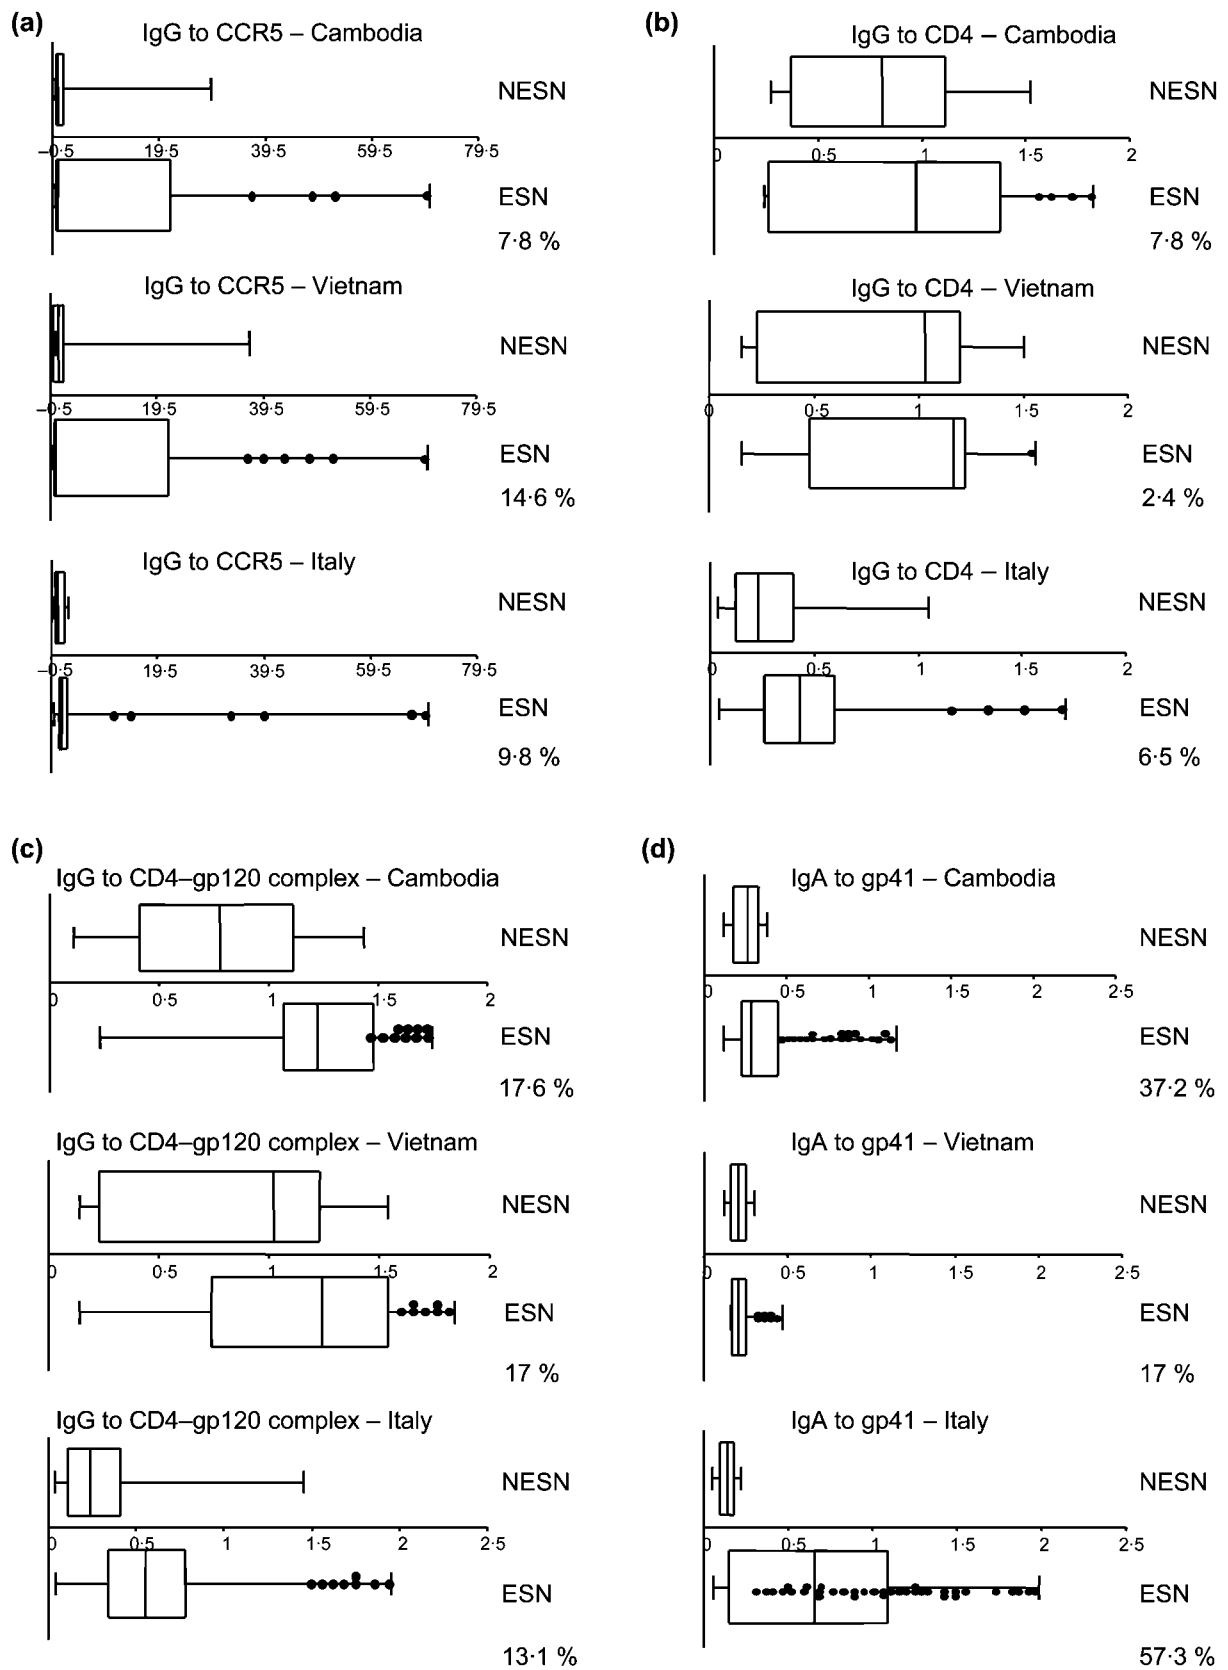 (a)
IgG to CCR5 – Cambodia
NESN
–0·5 19·5 39·5 59·5 79·5
ESN
7·8 %
IgG to CCR5 – Vietnam
NESN
–0·5 19·5 39·5 59·5 79·5
ESN
14·6 %
IgG to CCR5 – Italy
NESN
–0·5 19·5 39·5 59·5 79·5
ESN
9·8 %
(b)
IgG to CD4 – Cambodia
NESN
0 0·5 1 1·5 2
ESN
7·8 %
IgG to CD4 – Vietnam
NESN
0 0·5 1 1·5 2
ESN
2·4 %
IgG to CD4 – Italy
NESN
0 0·5 1 1·5 2
ESN
6·5 %
(c)
IgG to CD4–gp120 complex – Cambodia
NESN
0 0·5 1 1·5 2
ESN
17·6 %
IgG to CD4–gp120 complex – Vietnam
NESN
0 0·5 1 1·5 2
ESN
17 %
IgG to CD4–gp120 complex – Italy
NESN
0 0·5 1 1·5 2 2·5
ESN
13·1 %
(d)
IgA to gp41 – Cambodia
NESN
0 0·5 1 1·5 2 2·5
ESN
37·2 %
IgA to gp41 – Vietnam
NESN
0 0·5 1 1·5 2 2·5
ESN
17 %
IgA to gp41 – Italy
NESN
0 0·5 1 1·5 2 2·5
ESN
57·3 %